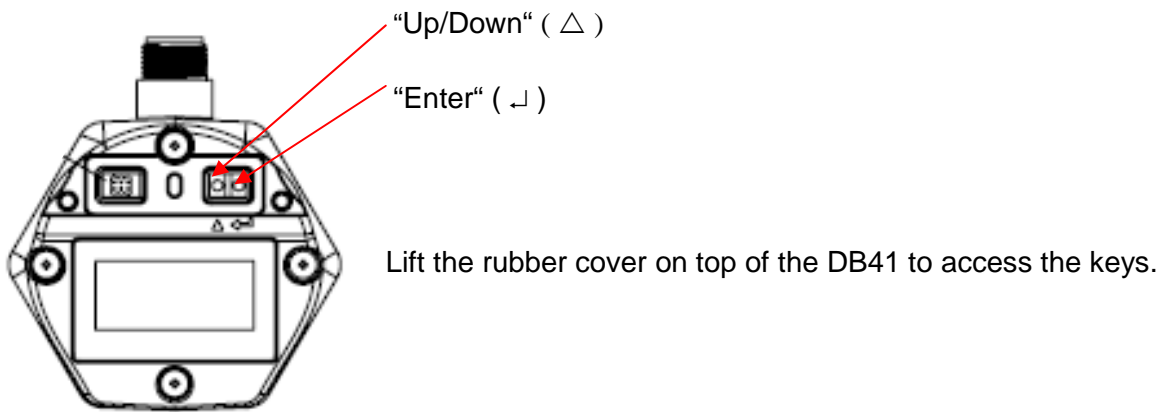 “Up/Down“ ( △ )
“Enter“ ( ↵ )
△ ↵
Lift the rubber cover on top of the DB41 to access the keys.